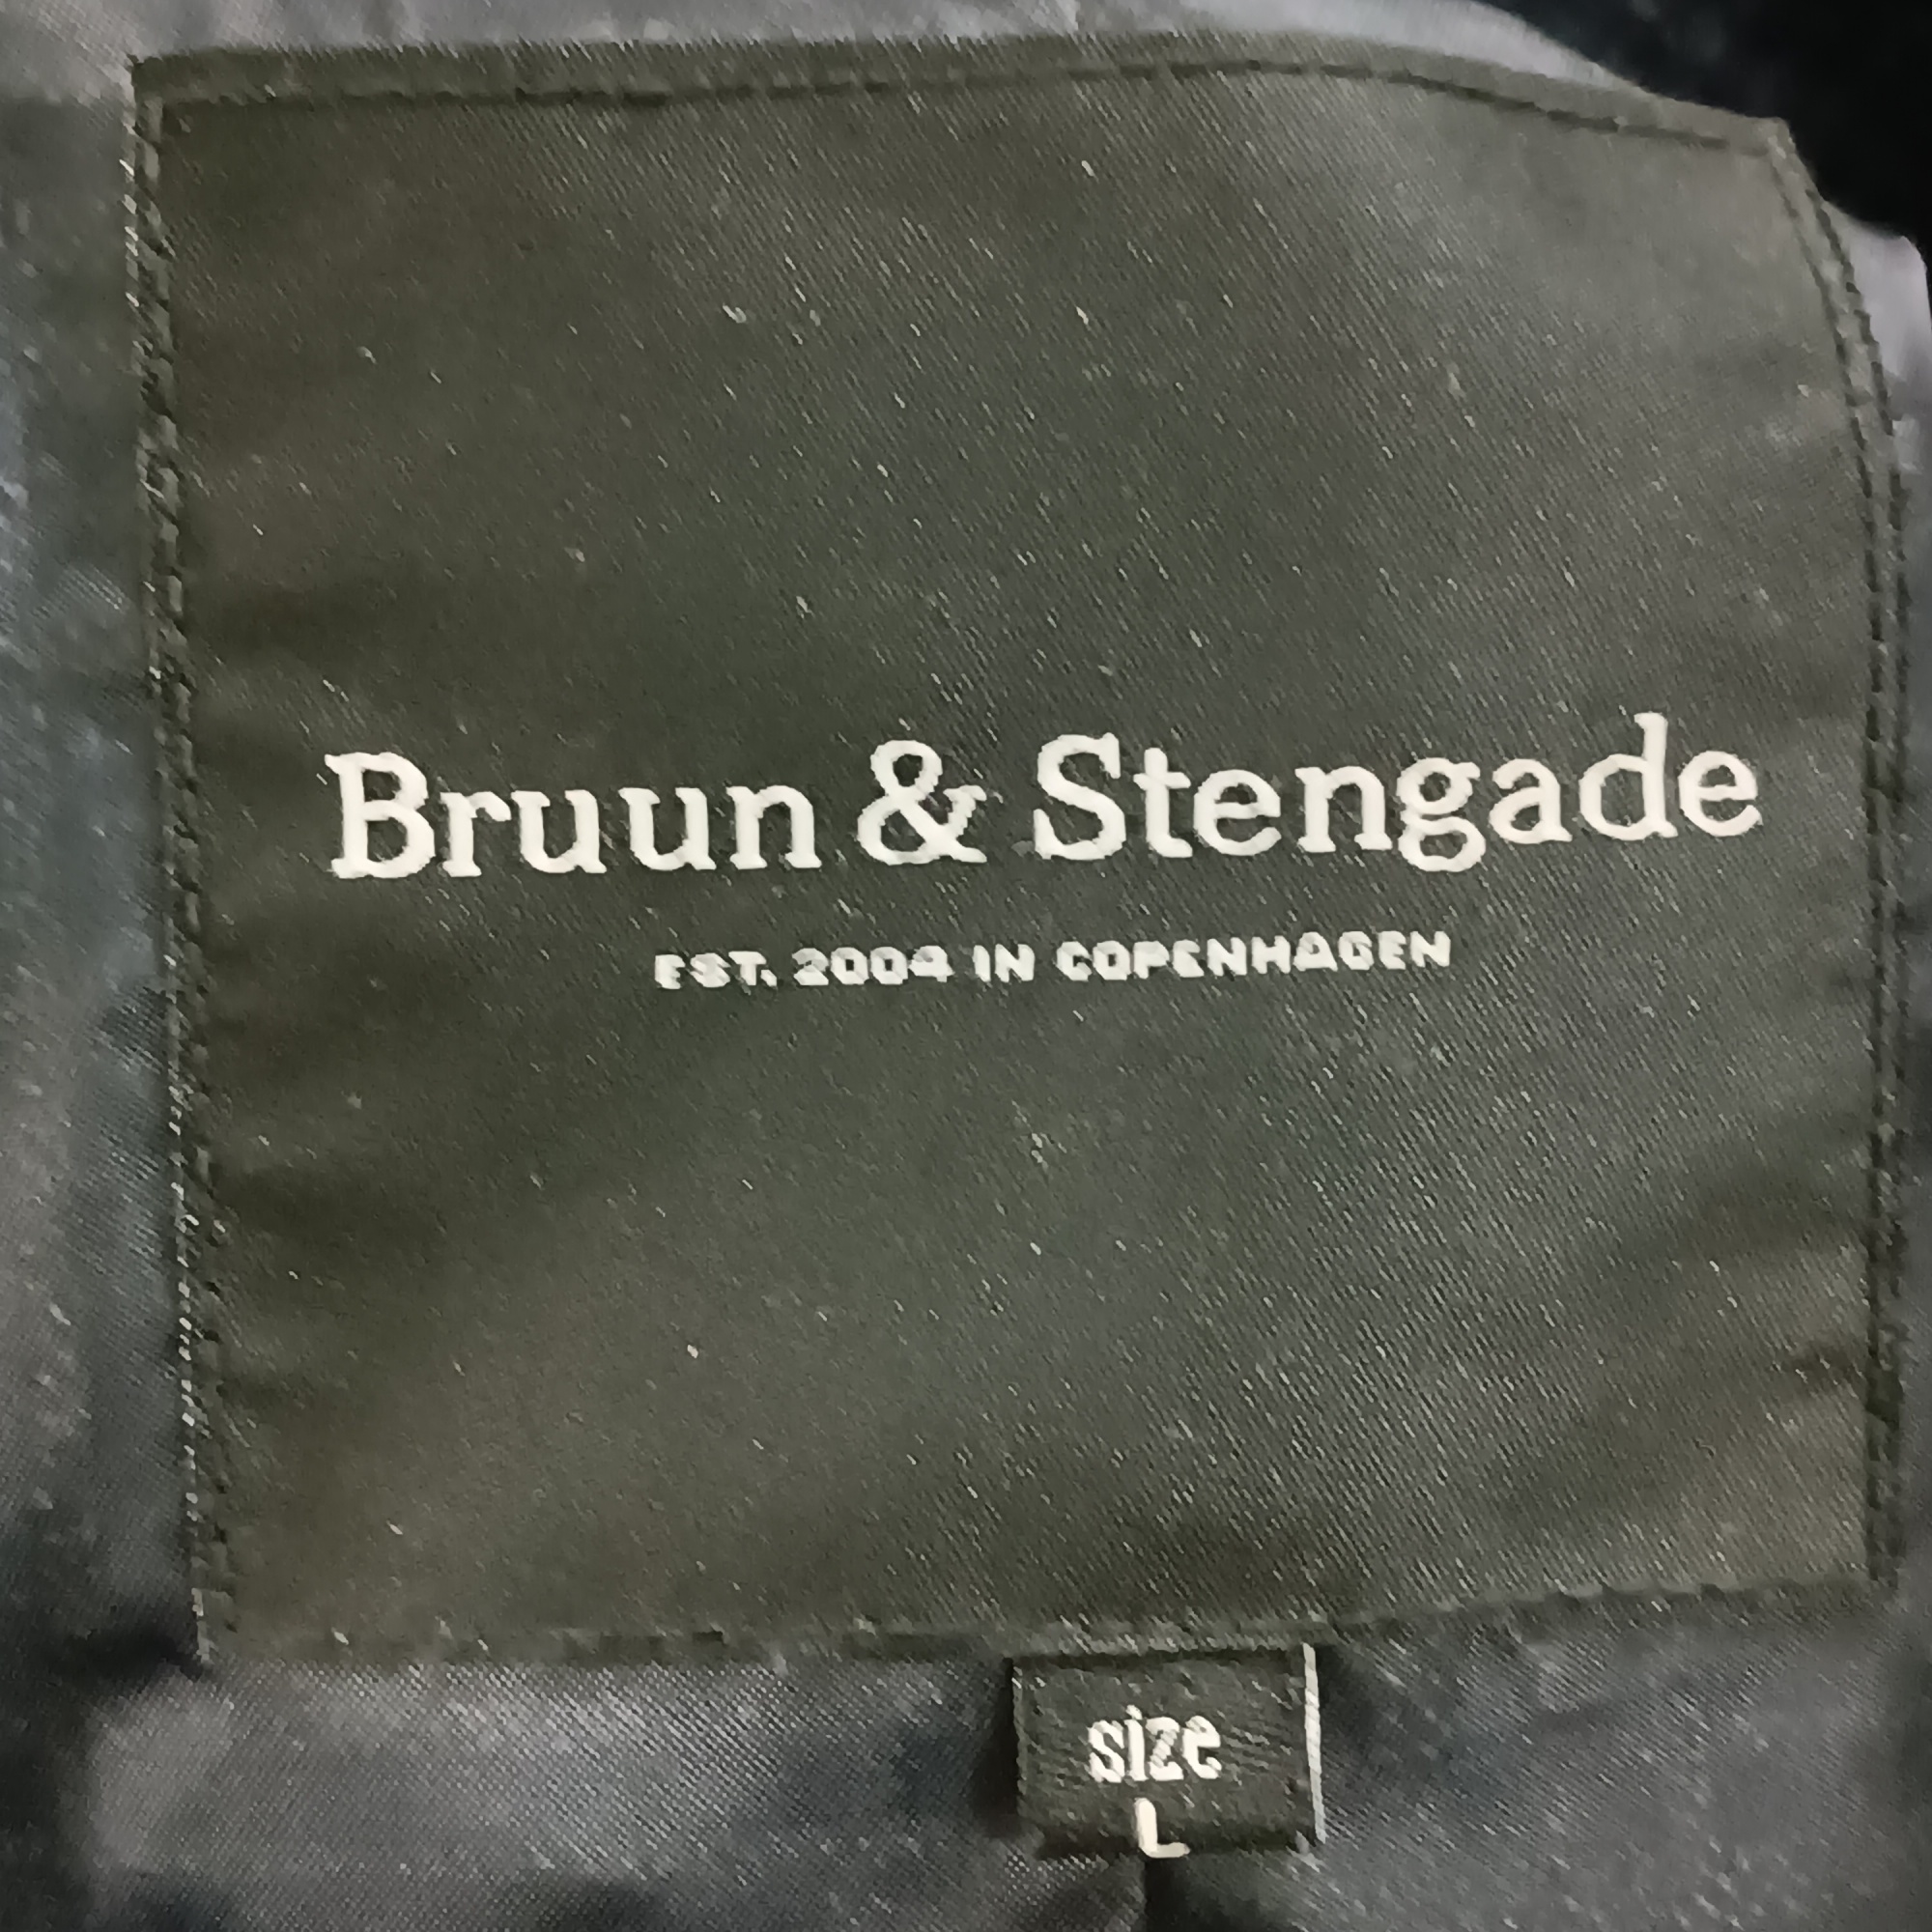 Bruun & Stengade
EST. 2004 IN COPENHAGEN
size
L